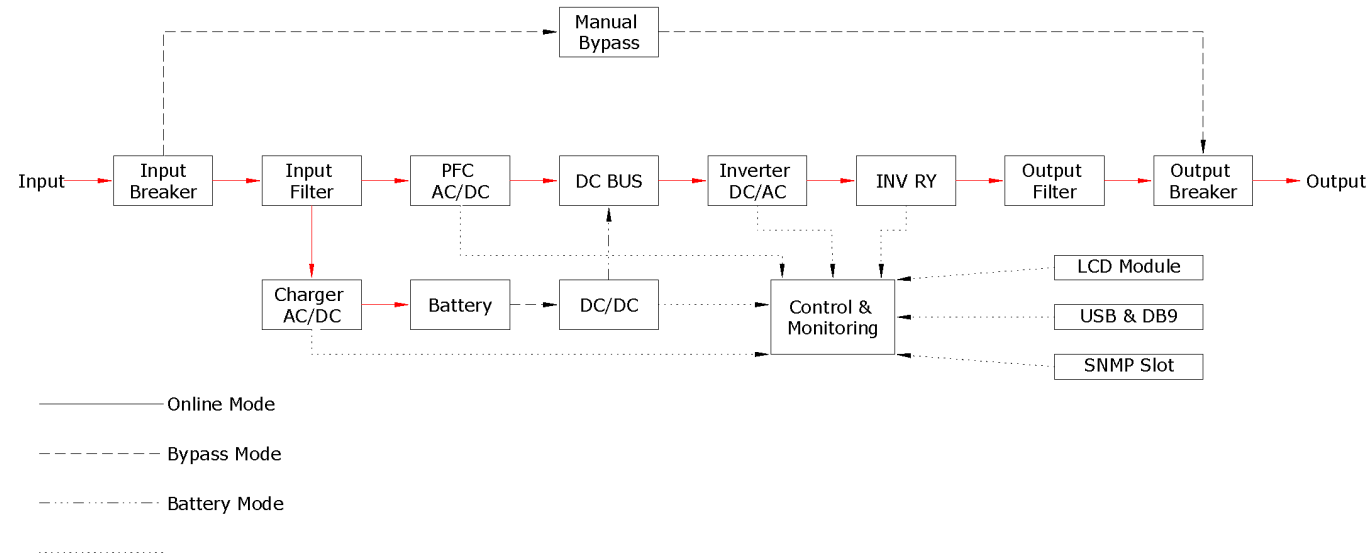 Manual
Bypass
Input
Input
Breaker
Input
Filter
PFC
AC/DC
DC BUS
Inverter
DC/AC
INV RY
Output
Filter
Output
Breaker
Output
Charger
AC/DC
Battery
DC/DC
Control &
Monitoring
LCD Module
USB & DB9
SNMP Slot
Online Mode
Bypass Mode
Battery Mode